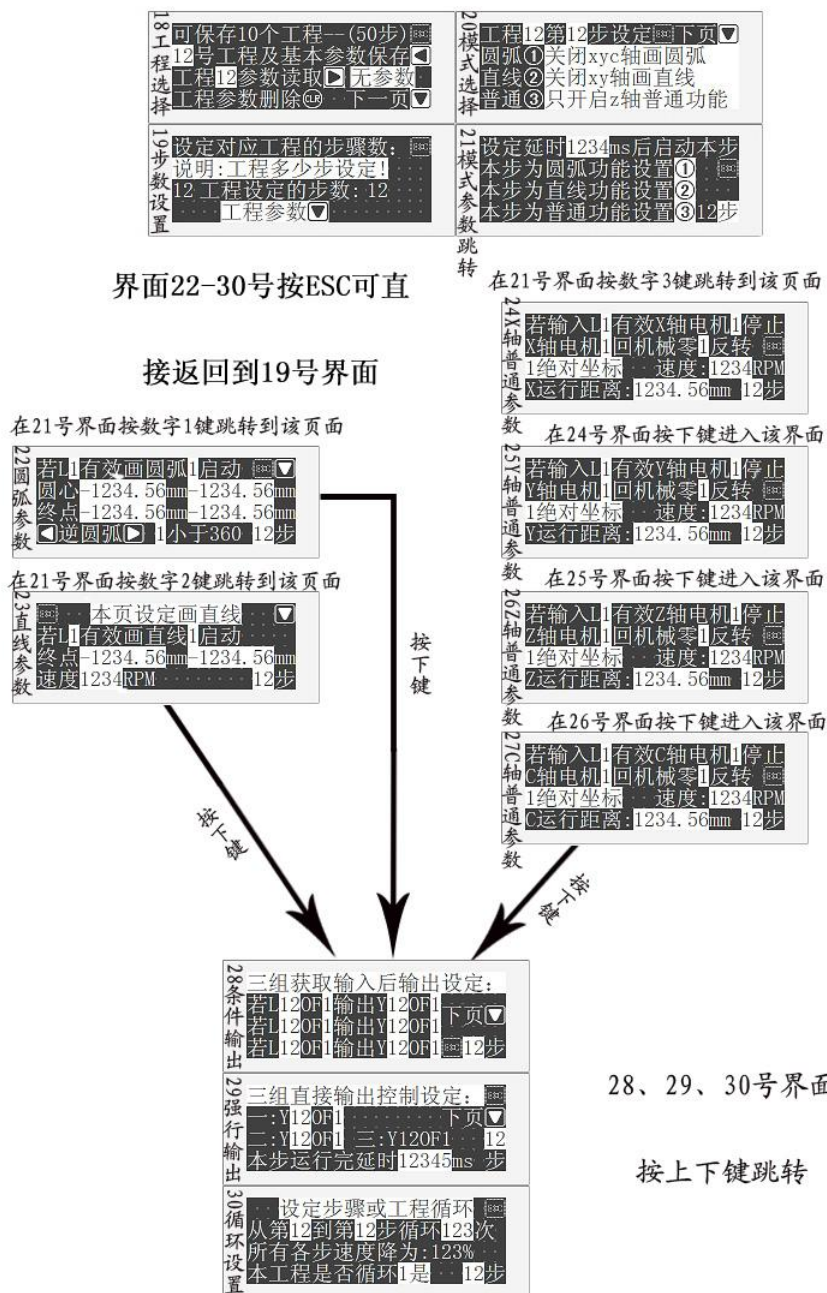 18工程选择
可保存10个工程--(50步)ESC
12号工程及基本参数保存◀
工程12参数读取▶ 无参数
工程参数删除CLR 下一页▼
20模式选择
工程12第12步设定ESC下页▼
圆弧①关闭xyc轴画圆弧
直线②关闭xy轴画直线
普通③只开启z轴普通功能
19步数设置
设定对应工程的步骤数: ESC
说明:工程多少步设定!
12 工程设定的步数: 12
工程参数▼
21模式参数跳转
设定延时1234ms后启动本步
本步为圆弧功能设置① ESC
本步为直线功能设置②
本步为普通功能设置③12步
界面22-30号按ESC可直
接返回到19号界面
在21号界面按数字1键跳转到该页面
22圆弧参数
若L1有效画圆弧1启动 ESC▼
圆心-1234.56mm-1234.56mm
终点-1234.56mm-1234.56mm
◀逆圆弧▶ 1小于360 12步
在21号界面按数字2键跳转到该页面
23直线参数
ESC 本页设定画直线 ▼
若L1有效画直线1启动
终点-1234.56mm-1234.56mm
速度1234RPM 12步
在21号界面按数字3键跳转到该页面
24X轴普通参数
若输入L1有效X轴电机1停止
X轴电机1回机械零1反转 ESC
1绝对坐标 速度:1234RPM
X运行距离:1234.56mm 12步
在24号界面按下键进入该界面
25Y轴普通参数
若输入L1有效Y轴电机1停止
Y轴电机1回机械零1反转 ESC
1绝对坐标 速度:1234RPM
Y运行距离:1234.56mm 12步
在25号界面按下键进入该界面
26Z轴普通参数
若输入L1有效Z轴电机1停止
Z轴电机1回机械零1反转 ESC
1绝对坐标 速度:1234RPM
Z运行距离:1234.56mm 12步
在26号界面按下键进入该界面
27C轴普通参数
若输入L1有效C轴电机1停止
C轴电机1回机械零1反转 ESC
1绝对坐标 速度:1234RPM
C运行距离:1234.56mm 12步
按下键
按下键
按下键
28条件输出
三组获取输入后输出设定:
若L12OF1输出Y12OF1
若L12OF1输出Y12OF1 下页▼
若L12OF1输出Y12OF1ESC12步
29强行输出
三组直接输出控制设定: ESC
一:Y12OF1 下页▼
二:Y12OF1 三:Y12OF1 12
本步运行完延时12345ms 步
30循环设置
设定步骤或工程循环 ESC
从第12到第12步循环123次
所有各步速度降为:123%
本工程是否循环1是 12步
28、29、30号界面
按上下键跳转